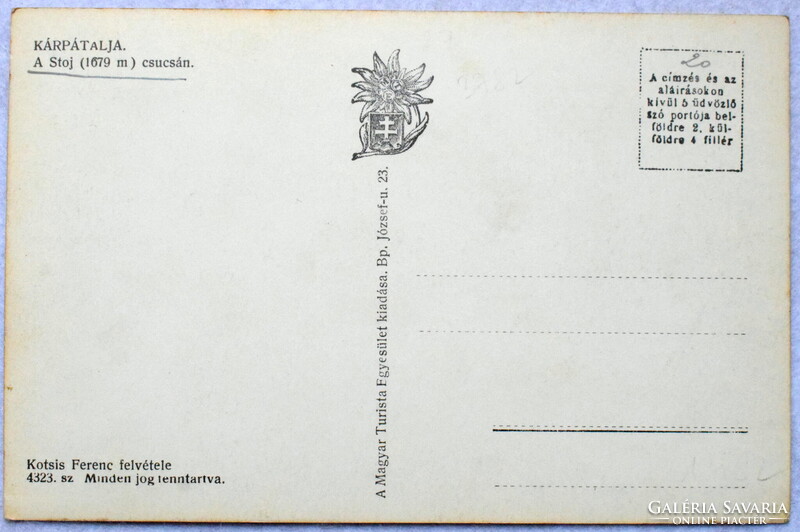 KÁRPÁTALJA.
A Stoj (1679 m) csucsán.
20
A címzés és az
aláírásokon
kívül 5 üdvözlő
szó portója bel-
földre 2, kül-
földre 4 fillér
A Magyar Turista Egyesület kiadása. Bp. József-u. 23.
Kotsis Ferenc felvétele
4323. sz Minden jog fenntartva.
GALÉRIA SAVARIA
ONLINE PIACTÉR